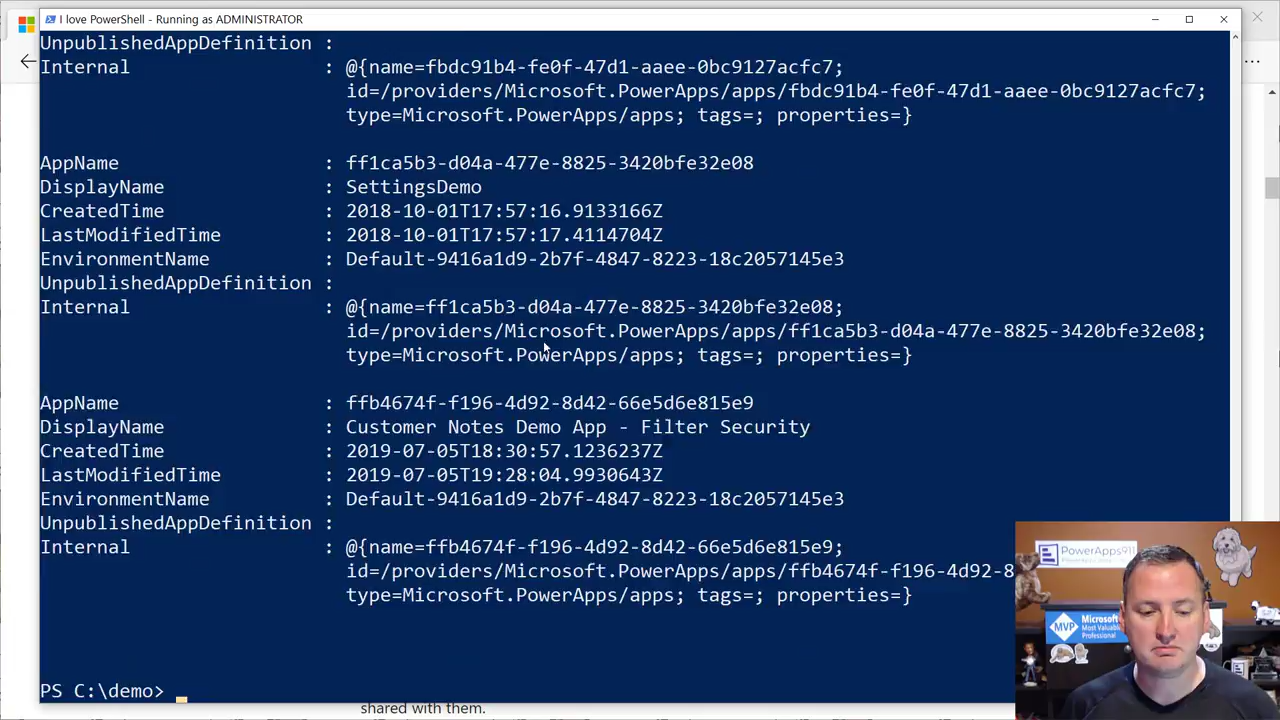 I love PowerShell - Running as ADMINISTRATOR
UnpublishedAppDefinition :
Internal : @{name=fbdc91b4-fe0f-47d1-aaee-0bc9127acfc7;
id=/providers/Microsoft.PowerApps/apps/fbdc91b4-fe0f-47d1-aaee-0bc9127acfc7;
type=Microsoft.PowerApps/apps; tags=; properties=}
AppName : ff1ca5b3-d04a-477e-8825-3420bfe32e08
DisplayName : SettingsDemo
CreatedTime : 2018-10-01T17:57:16.9133166Z
LastModifiedTime : 2018-10-01T17:57:17.4114704Z
EnvironmentName : Default-9416a1d9-2b7f-4847-8223-18c2057145e3
UnpublishedAppDefinition :
Internal : @{name=ff1ca5b3-d04a-477e-8825-3420bfe32e08;
id=/providers/Microsoft.PowerApps/apps/ff1ca5b3-d04a-477e-8825-3420bfe32e08;
type=Microsoft.PowerApps/apps; tags=; properties=}
AppName : ffb4674f-f196-4d92-8d42-66e5d6e815e9
DisplayName : Customer Notes Demo App - Filter Security
CreatedTime : 2019-07-05T18:30:57.1236237Z
LastModifiedTime : 2019-07-05T19:28:04.9930643Z
EnvironmentName : Default-9416a1d9-2b7f-4847-8223-18c2057145e3
UnpublishedAppDefinition :
Internal : @{name=ffb4674f-f196-4d92-8d42-66e5d6e815e9;
id=/providers/Microsoft.PowerApps/apps/ffb4674f-f196-4d92-8
type=Microsoft.PowerApps/apps; tags=; properties=}
PowerApps911
Microsoft
MVP Most Valuable
Professional
PS C:\demo>
shared with them.